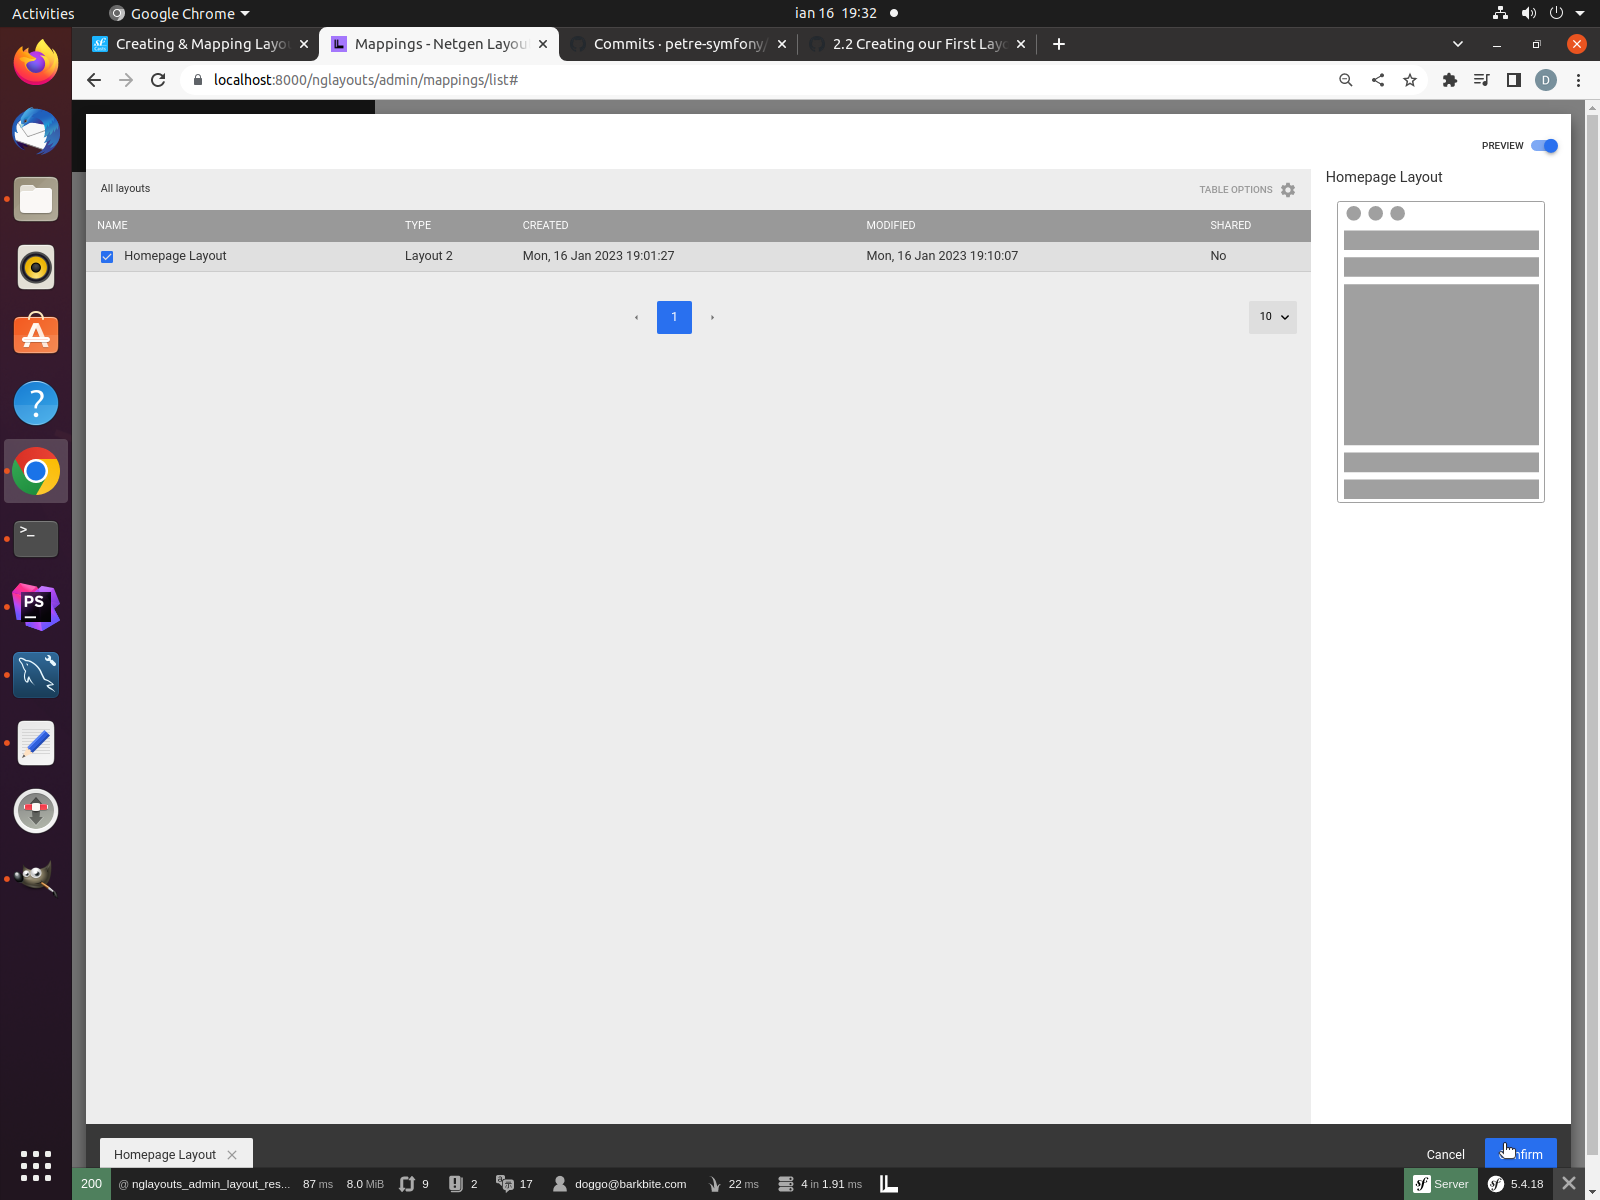 Activities
Google Chrome
ian 16 19:32
Creating & Mapping Layo
Mappings - Netgen Layou
Commits · petre-symfony/
2.2 Creating our First Layo
localhost:8000/nglayouts/admin/mappings/list#
D
PREVIEW
All layouts
TABLE OPTIONS
Homepage Layout
NAME
TYPE
CREATED
MODIFIED
SHARED
Homepage Layout
Layout 2
Mon, 16 Jan 2023 19:01:27
Mon, 16 Jan 2023 19:10:07
No
1
10
PS
Homepage Layout
Cancel
200
@ nglayouts_admin_layout_res...
87 ms
8.0 MiB
9
2
17
doggo@barkbite.com
22 ms
4 in 1.91 ms
Server
5.4.18